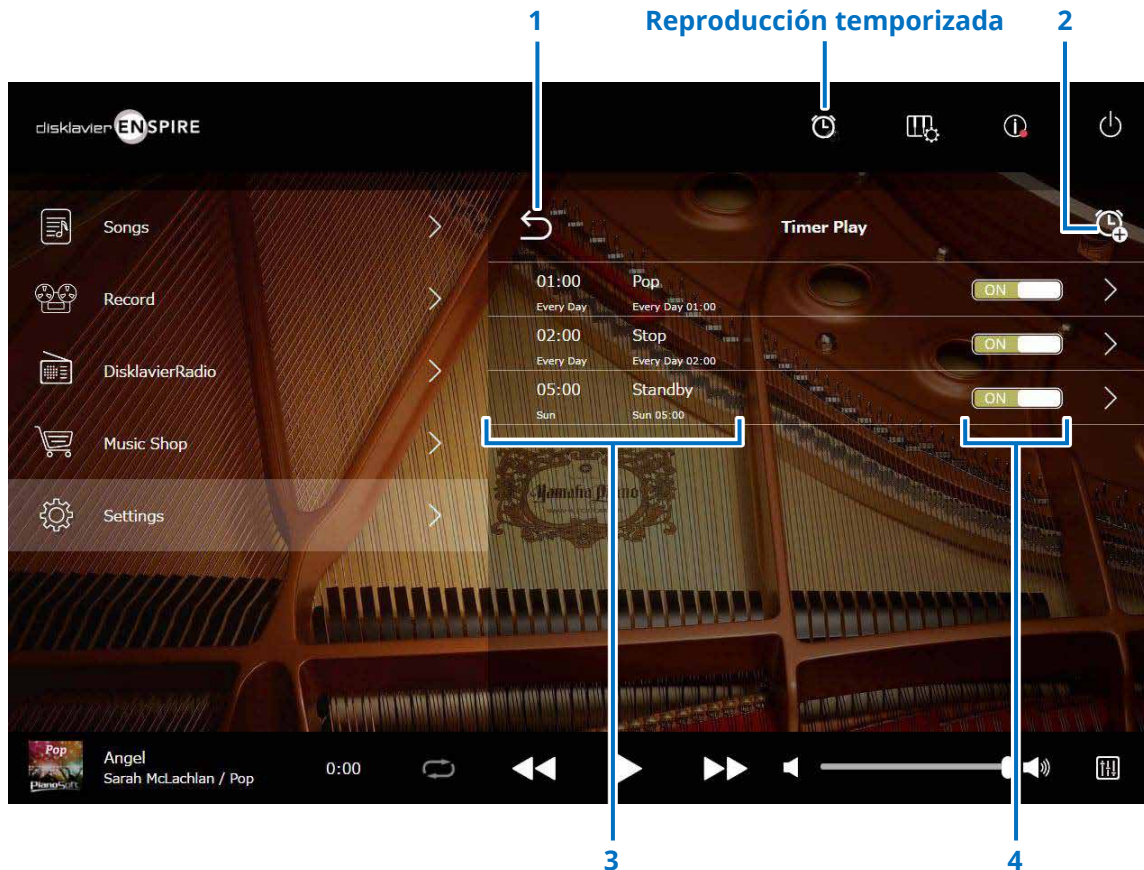 1 Reproducción temporizada 2
disklavier ENSPIRE
Songs
Record
DisklavierRadio
Music Shop
Settings
Timer Play
01:00 Pop ON
Every Day Every Day 01:00
02:00 Stop ON
Every Day Every Day 02:00
05:00 Standby ON
Sun Sun 05:00
Yamaha Piano
Pop
PianoSoft
Angel
Sarah McLachlan / Pop
0:00
3 4